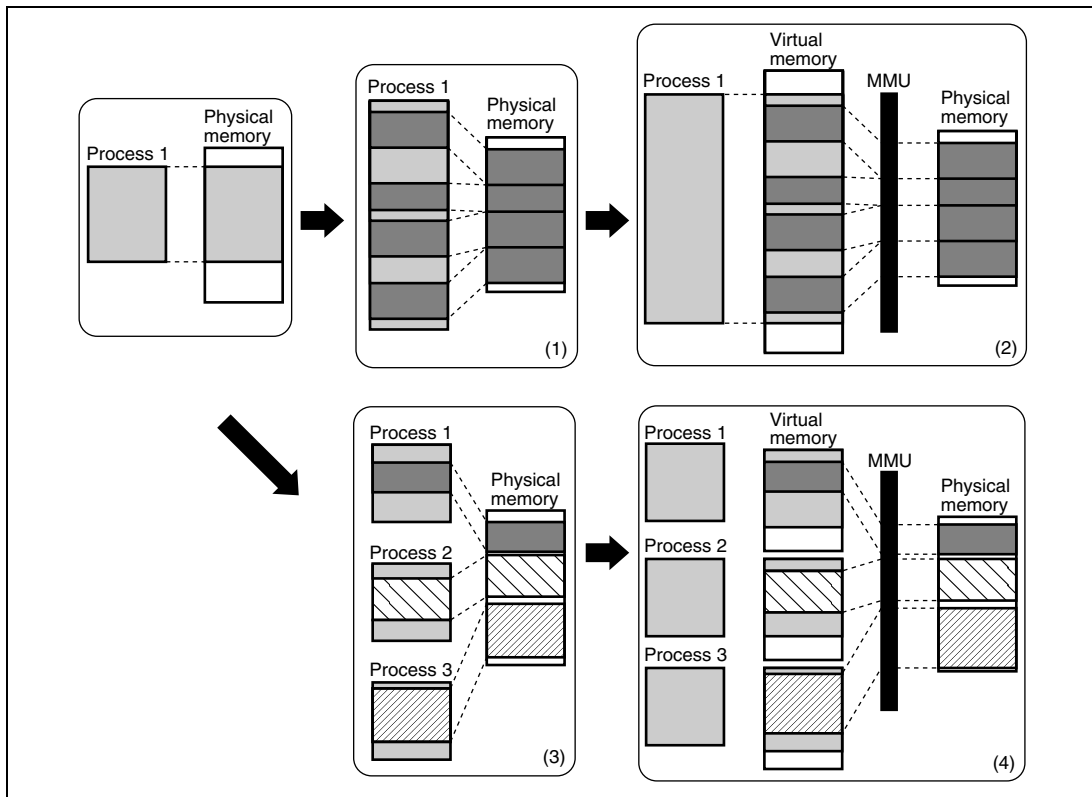 Process 1
Physical
memory
Process 1
Physical
memory
(1)
Process 1
Virtual
memory
MMU
Physical
memory
(2)
Process 1
Process 2
Process 3
Physical
memory
(3)
Process 1
Process 2
Process 3
Virtual
memory
MMU
Physical
memory
(4)